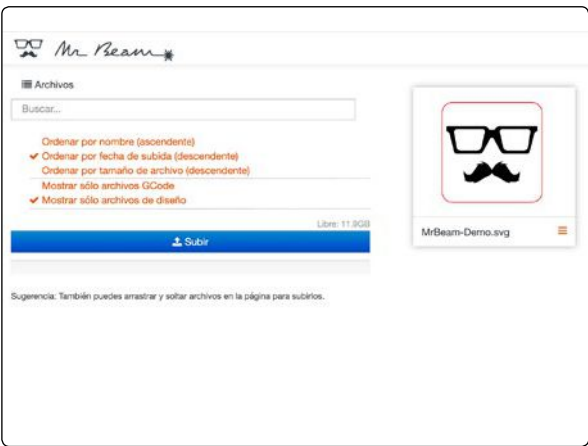 Mr Beam
Archivos
Buscar...
Ordenar por nombre (ascendente)
Ordenar por fecha de subida (descendente)
Ordenar por tamaño de archivo (descendente)
Mostrar sólo archivos GCode
Mostrar sólo archivos de diseño
Libre: 11.9GB
Subir
Sugerencia: También puedes arrastrar y soltar archivos en la página para subirlos.
MrBeam-Demo.svg